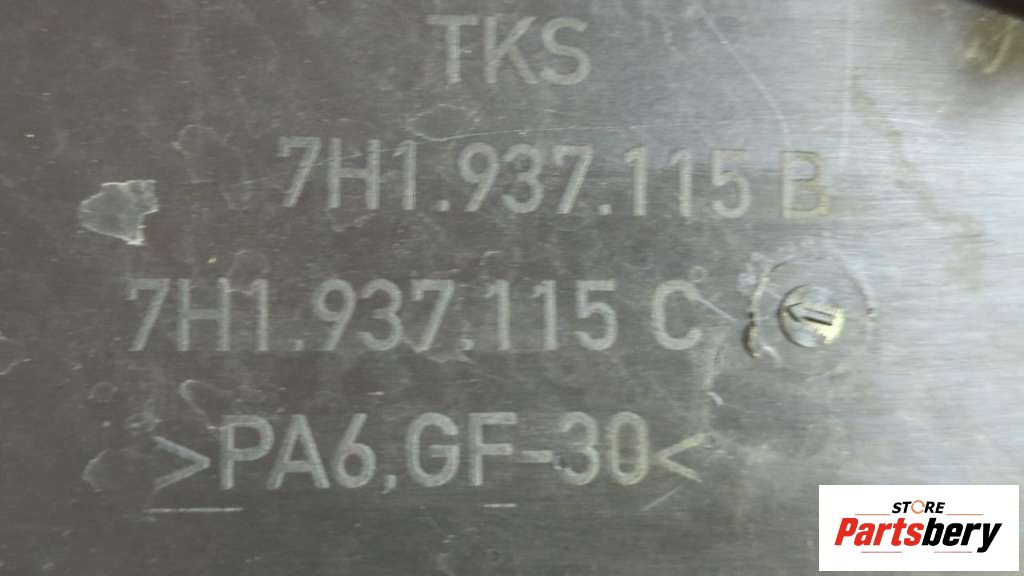 TKS
7H1.937.115 B
7H1.937.115 C
>PA6,GF-30<
STORE
Partsbery